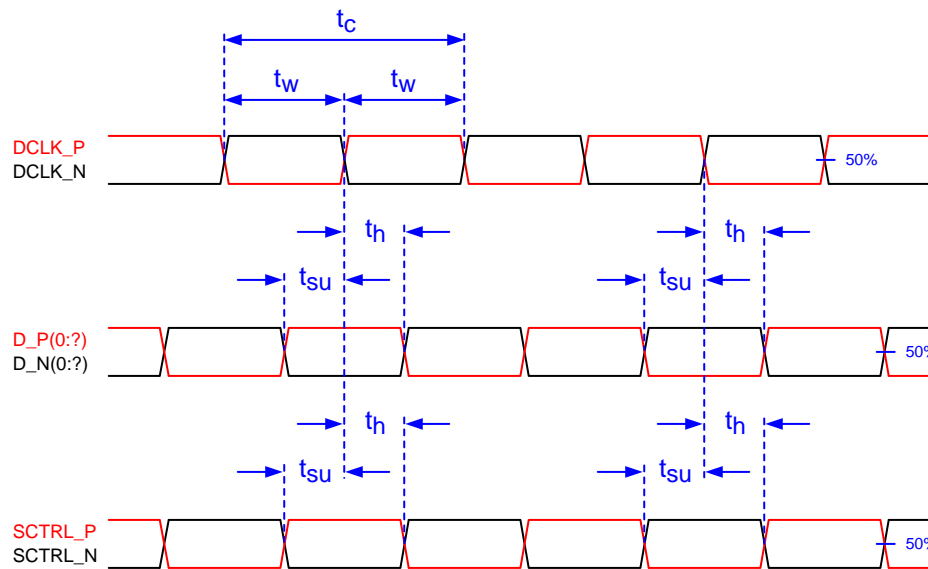 tc
tw tw
DCLK_P
DCLK_N
50%
th th
tsu tsu
D_P(0:?)
D_N(0:?)
50%
th th
tsu tsu
SCTRL_P
SCTRL_N
50%